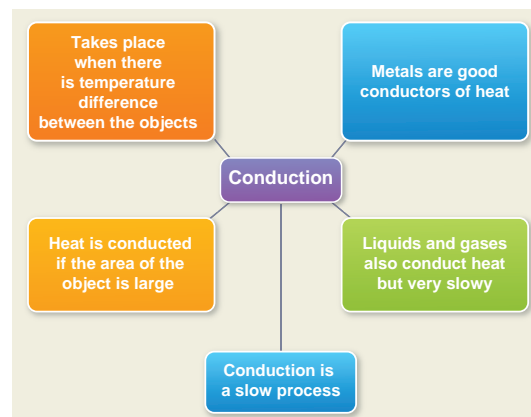 Takes place
when there
is temperature
difference
between the objects
Metals are good
conductors of heat
Conduction
Heat is conducted
if the area of the
object is large
Liquids and gases
also conduct heat
but very slowy
Conduction is
a slow process